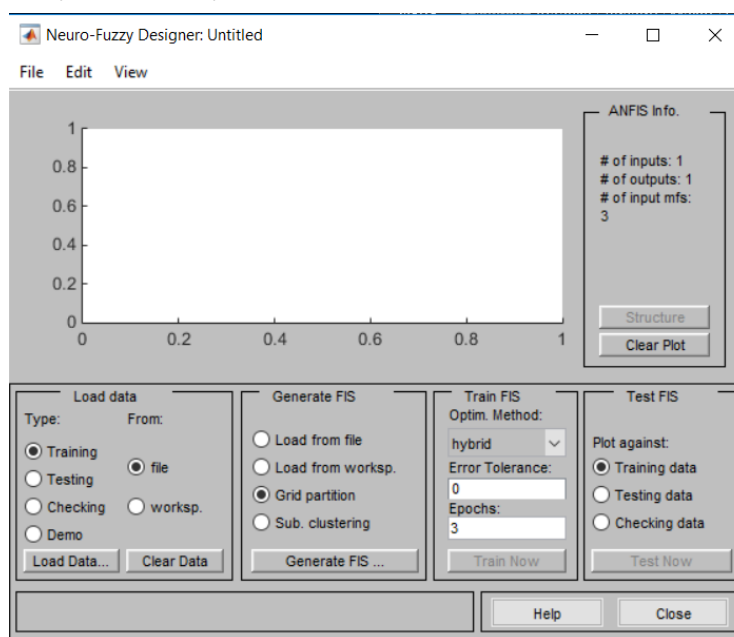 Neuro-Fuzzy Designer: Untitled
File Edit View
1
0.8
0.6
0.4
0.2
0
0 0.2 0.4 0.6 0.8 1
ANFIS Info.
# of inputs: 1
# of outputs: 1
# of input mfs:
3
Structure
Clear Plot
Load data
Type: From:
Training
file
Testing
Checking
worksp.
Demo
Load Data... Clear Data
Generate FIS
Load from file
Load from worksp.
Grid partition
Sub. clustering
Generate FIS ...
Train FIS
Optim. Method:
hybrid
Error Tolerance:
0
Epochs:
3
Train Now
Test FIS
Plot against:
Training data
Testing data
Checking data
Test Now
Help Close